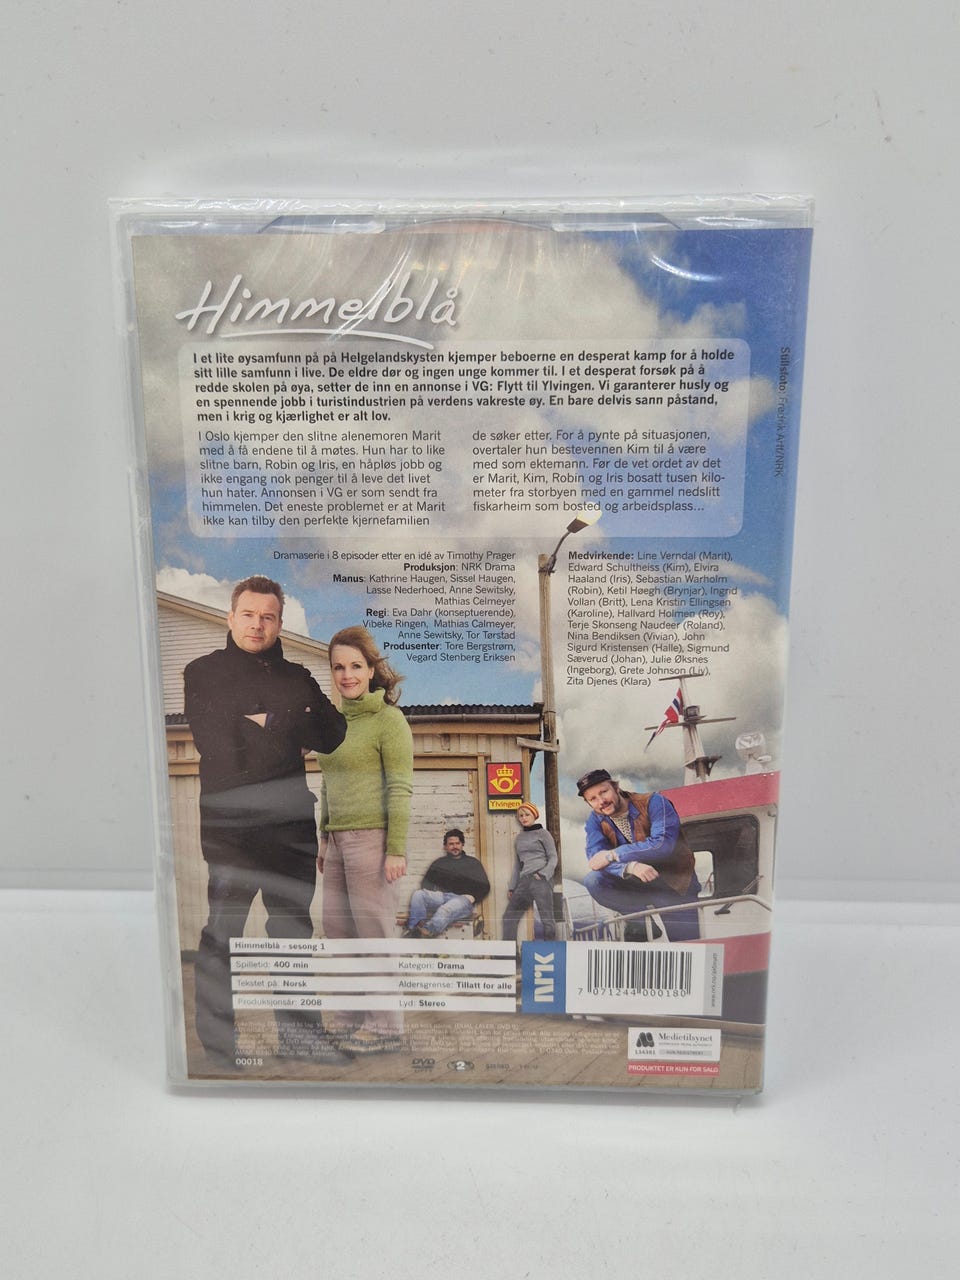 Himmelblå
I et lite øysamfunn på på Helgelandskysten kjemper beboerne en desperat kamp for å holde
sitt lille samfunn i live. De eldre dør og ingen unge kommer til. I et desperat forsøk på å
redde skolen på øya, setter de inn en annonse i VG: Flytt til Ylvingen. Vi garanterer husly og
en spennende jobb i turistindustrien på verdens vakreste øy. En bare delvis sann påstand,
men i krig og kjærlighet er alt lov.
I Oslo kjemper den slitne alenemoren Marit
med å få endene til å møtes. Hun har to like
slitne barn, Robin og Iris, en håpløs jobb og
ikke engang nok penger til å leve det livet
hun hater. Annonsen i VG er som sendt fra
himmelen. Det eneste problemet er at Marit
ikke kan tilby den perfekte kjernefamilien
de søker etter. For å pynte på situasjonen,
overtaler hun bestevennen Kim til å være
med som ektemann. Før de vet ordet av det
er Marit, Kim, Robin og Iris bosatt tusen kilo-
meter fra storbyen med en gammel nedslitt
fiskarheim som bosted og arbeidsplass...
Stillsfoto: Fredrik Arff/NRK
Dramaserie i 8 episoder etter en idé av Timothy Prager
Produksjon: NRK Drama
Manus: Kathrine Haugen, Sissel Haugen,
Lasse Nederhoed, Anne Sewitsky,
Mathias Celmeyer
Regi: Eva Dahr (konseptuerende),
Vibeke Ringen, Mathias Calmeyer,
Anne Sewitsky, Tor Tørstad
Produsenter: Tore Bergstrøm,
Vegard Stenberg Eriksen
Medvirkende: Line Verndal (Marit),
Edward Schultheiss (Kim), Elvira
Haaland (Iris), Sebastian Warholm
(Robin), Ketil Høegh (Brynjar), Ingrid
Vollan (Britt), Lena Kristin Ellingsen
(Karoline), Hallvard Holmen (Roy),
Terje Skonseng Naudeer (Roland),
Nina Bendiksen (Vivian), John
Sigurd Kristensen (Halle), Sigmund
Sæverud (Johan), Julie Øksnes
(Ingeborg), Grete Johnson (Liv),
Zita Djenes (Klara)
Ylvingen
Himmelblå - sesong 1
Spilletid: 400 min Kategori: Drama
Tekstet på: Norsk Aldersgrense: Tillatt for alle
Produksjonsår: 2008 Lyd: Stereo
NRK
7 071244 000180
00018
DVD
2
STEREO
Medietilsynet
134381
PRODUKTET ER KUN FOR SALG